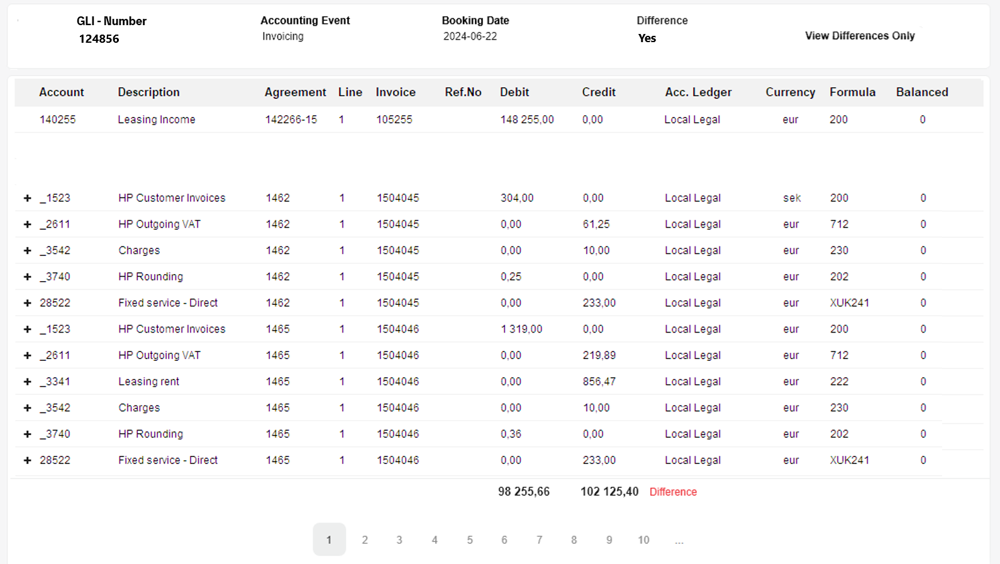 GLI - Number Accounting Event Booking Date Difference
124856 Invoicing 2024-06-22 Yes View Differences Only
Account Description Agreement Line Invoice Ref.No Debit Credit Acc. Ledger Currency Formula Balanced
140255 Leasing Income 142266-15 1 105255 148 255,00 0,00 Local Legal eur 200 0
+ _1523 HP Customer Invoices 1462 1 1504045 304,00 0,00 Local Legal sek 200 0
+ _2611 HP Outgoing VAT 1462 1 1504045 0,00 61,25 Local Legal eur 712 0
+ _3542 Charges 1462 1 1504045 0,00 10,00 Local Legal eur 230 0
+ _3740 HP Rounding 1462 1 1504045 0,25 0,00 Local Legal eur 202 0
+ 28522 Fixed service - Direct 1462 1 1504045 0,00 233,00 Local Legal eur XUK241 0
+ _1523 HP Customer Invoices 1465 1 1504046 1 319,00 0,00 Local Legal eur 200 0
+ _2611 HP Outgoing VAT 1465 1 1504046 0,00 219,89 Local Legal eur 712 0
+ _3341 Leasing rent 1465 1 1504046 0,00 856,47 Local Legal eur 222 0
+ _3542 Charges 1465 1 1504046 0,00 10,00 Local Legal eur 230 0
+ _3740 HP Rounding 1465 1 1504046 0,36 0,00 Local Legal eur 202 0
+ 28522 Fixed service - Direct 1465 1 1504046 0,00 233,00 Local Legal eur XUK241 0
98 255,66 102 125,40 Difference
1 2 3 4 5 6 7 8 9 10 ...